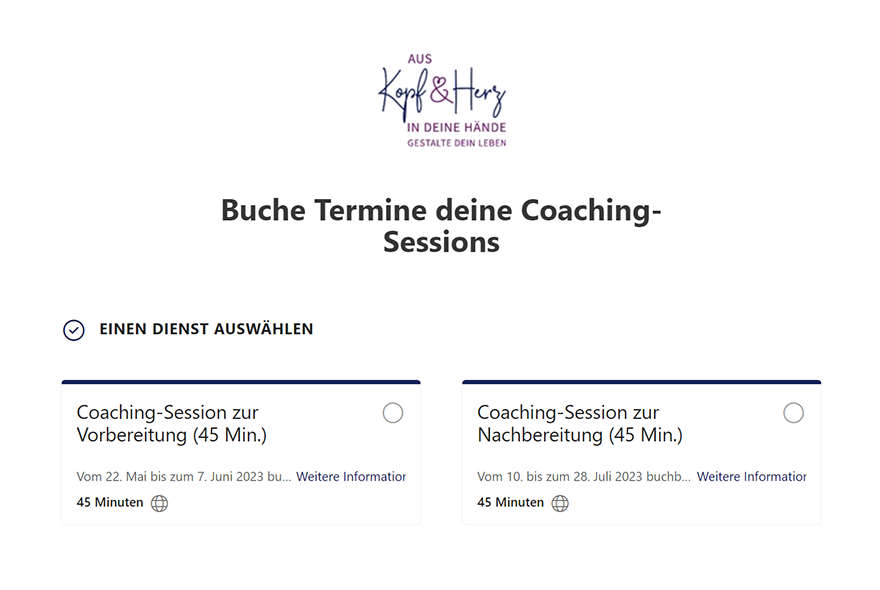 AUS
Kopf & Herz
IN DEINE HÄNDE
GESTALTE DEIN LEBEN
Buche Termine deine Coaching-
Sessions
EINEN DIENST AUSWÄHLEN
Coaching-Session zur
Vorbereitung (45 Min.)
Vom 22. Mai bis zum 7. Juni 2023 bu... Weitere Information
45 Minuten
Coaching-Session zur
Nachbereitung (45 Min.)
Vom 10. bis zum 28. Juli 2023 buchb... Weitere Information
45 Minuten